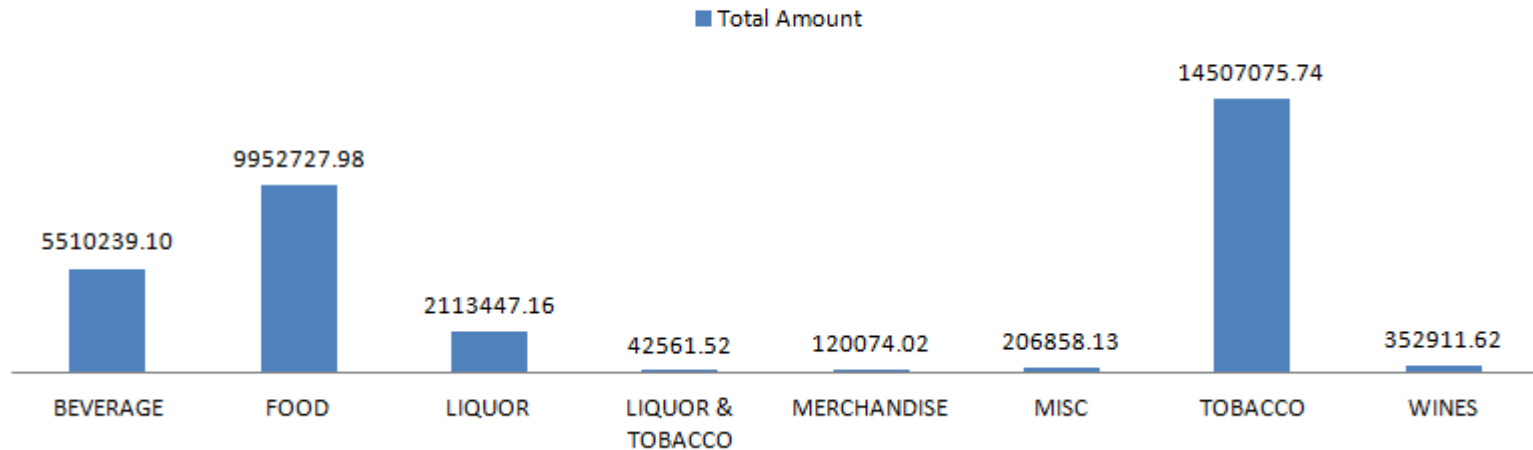 Total Amount
14507075.74
9952727.98
5510239.10
2113447.16
42561.52
120074.02
206858.13
352911.62
BEVERAGE
FOOD
LIQUOR
LIQUOR &
TOBACCO
MERCHANDISE
MISC
TOBACCO
WINES